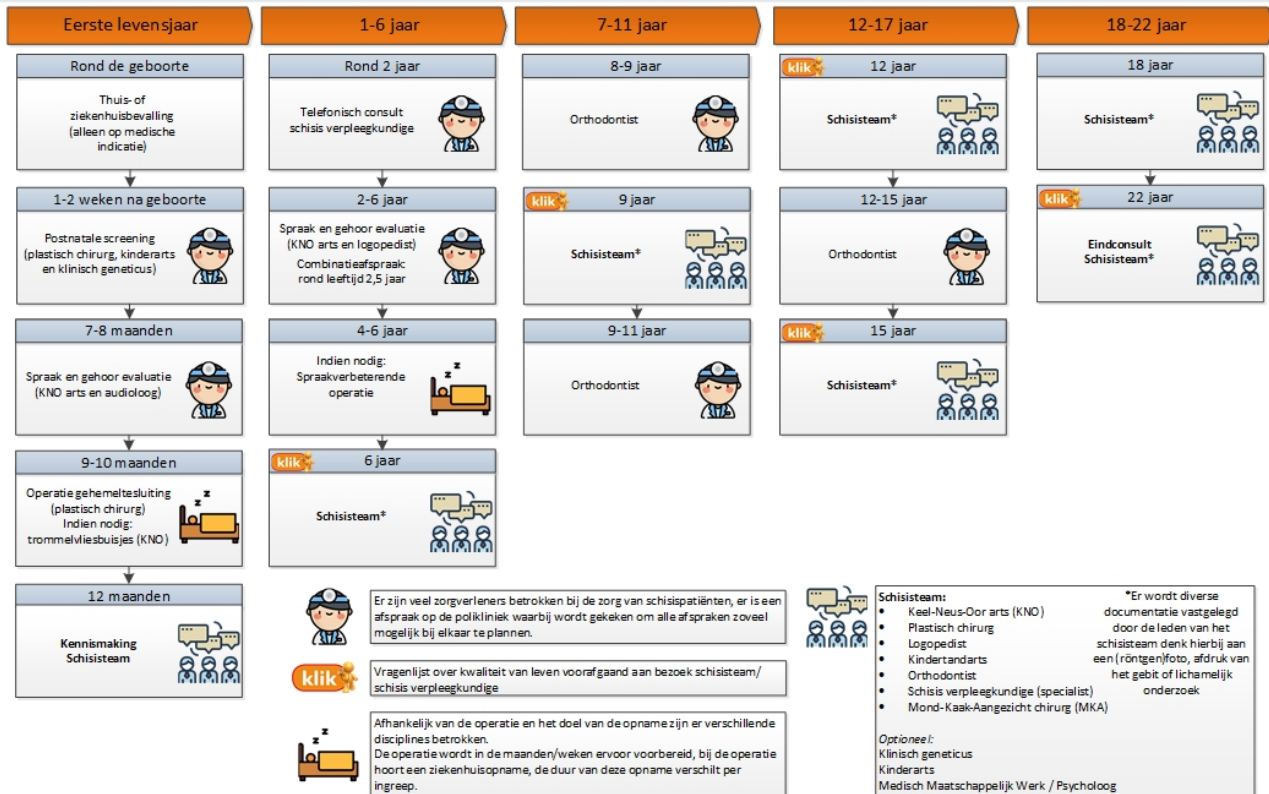 Eerste levensjaar
Rond de geboorte
Thuis- of
ziekenhuisbevalling
(alleen op medische
indicatie)
1-2 weken na geboorte
Postnatale screening
(plastisch chirurg, kinderarts
en klinisch geneticus)
7-8 maanden
Spraak en gehoor evaluatie
(KNO arts en audioloog)
9-10 maanden
Operatie gehemeltesluiting
(plastisch chirurg)
Indien nodig:
trommelvliesbuisjes (KNO)
z
z
12 maanden
Kennismaking
Schisisteam
1-6 jaar
Rond 2 jaar
Telefonisch consult
schisis verpleegkundige
2-6 jaar
Spraak en gehoor evaluatie
(KNO arts en logopedist)
Combinatieafspraak:
rond leeftijd 2,5 jaar
4-6 jaar
Indien nodig:
Spraakverbeterende
operatie
z
z
klik
6 jaar
Schisisteam*
7-11 jaar
8-9 jaar
Orthodontist
klik
9 jaar
Schisisteam*
9-11 jaar
Orthodontist
12-17 jaar
klik
12 jaar
Schisisteam*
12-15 jaar
Orthodontist
klik
15 jaar
Schisisteam*
18-22 jaar
18 jaar
Schisisteam*
klik
22 jaar
Eindconsult
Schisisteam*
Er zijn veel zorgverleners betrokken bij de zorg van schisispatiënten, er is een
afspraak op de polikliniek waarbij wordt gekeken om alle afspraken zoveel
mogelijk bij elkaar te plannen.
klik
Vragenlijst over kwaliteit van leven voorafgaand aan bezoek schisisteam/
schisis verpleegkundige
z
z
Afhankelijk van de operatie en het doel van de opname zijn er verschillende
disciplines betrokken.
De operatie wordt in de maanden/weken ervoor voorbereid, bij de operatie
hoort een ziekenhuisopname, de duur van deze opname verschilt per
ingreep.
Schisisteam:
• Keel-Neus-Oor arts (KNO)
• Plastisch chirurg
• Logopedist
• Kindertandarts
• Orthodontist
• Schisis verpleegkundige (specialist)
• Mond-Kaak-Aangezicht chirurg (MKA)
Optioneel:
Klinisch geneticus
Kinderarts
Medisch Maatschappelijk Werk / Psycholoog
*Er wordt diverse
documentatie vastgelegd
door de leden van het
schisisteam denk hierbij aan
een (röntgen)foto, afdruk van
het gebit of lichamelijk
onderzoek